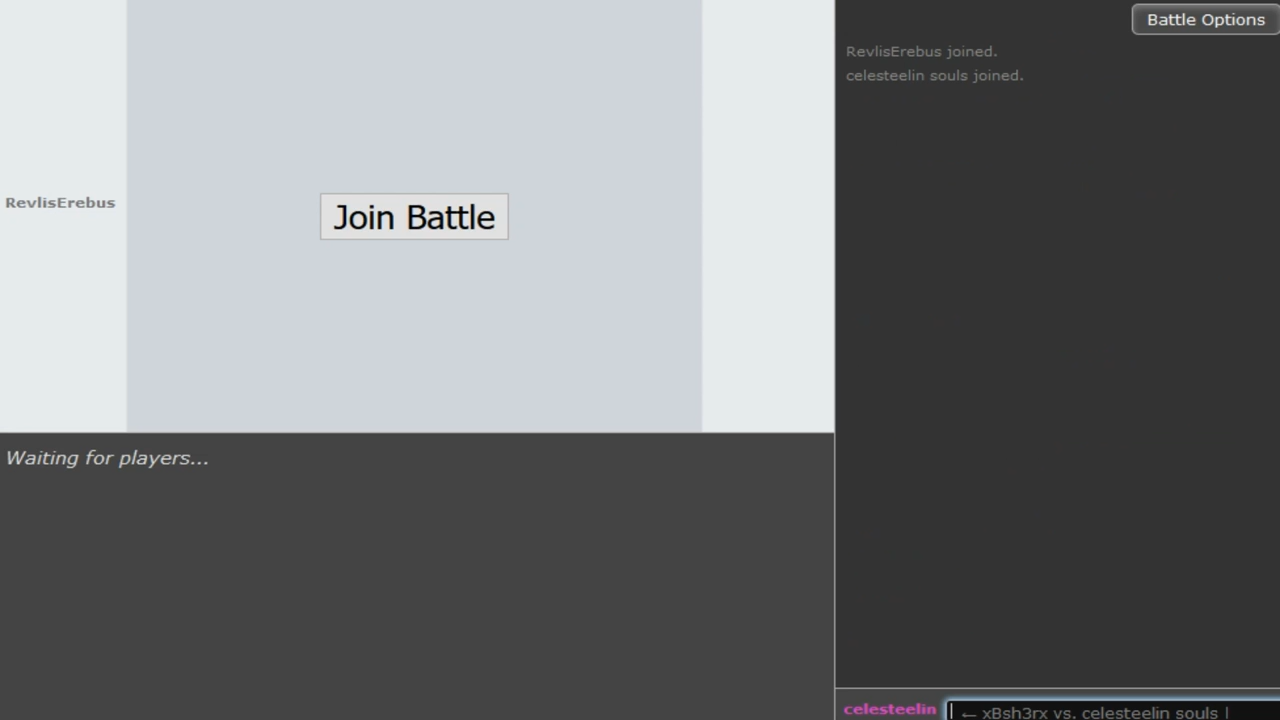 Battle Options
RevlisErebus joined.
celesteelin souls joined.
RevlisErebus
Join Battle
Waiting for players...
celesteelin
← xBsh3rx vs. celesteelin souls |